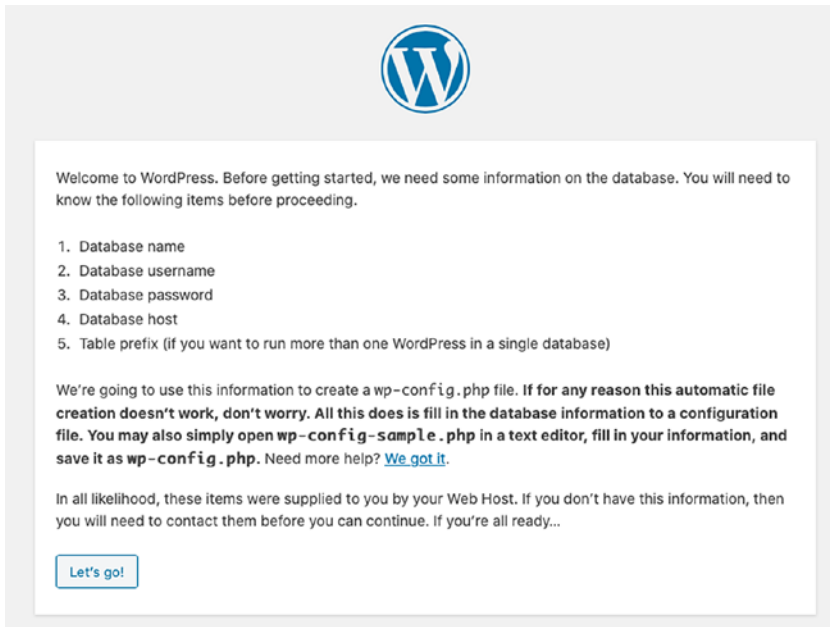 Welcome to WordPress. Before getting started, we need some information on the database. You will need to
know the following items before proceeding.
1. Database name
2. Database username
3. Database password
4. Database host
5. Table prefix (if you want to run more than one WordPress in a single database)
We’re going to use this information to create a wp-config.php file. If for any reason this automatic file
creation doesn’t work, don’t worry. All this does is fill in the database information to a configuration
file. You may also simply open wp-config-sample.php in a text editor, fill in your information, and
save it as wp-config.php. Need more help? We got it.
In all likelihood, these items were supplied to you by your Web Host. If you don’t have this information, then
you will need to contact them before you can continue. If you’re all ready…
Let’s go!